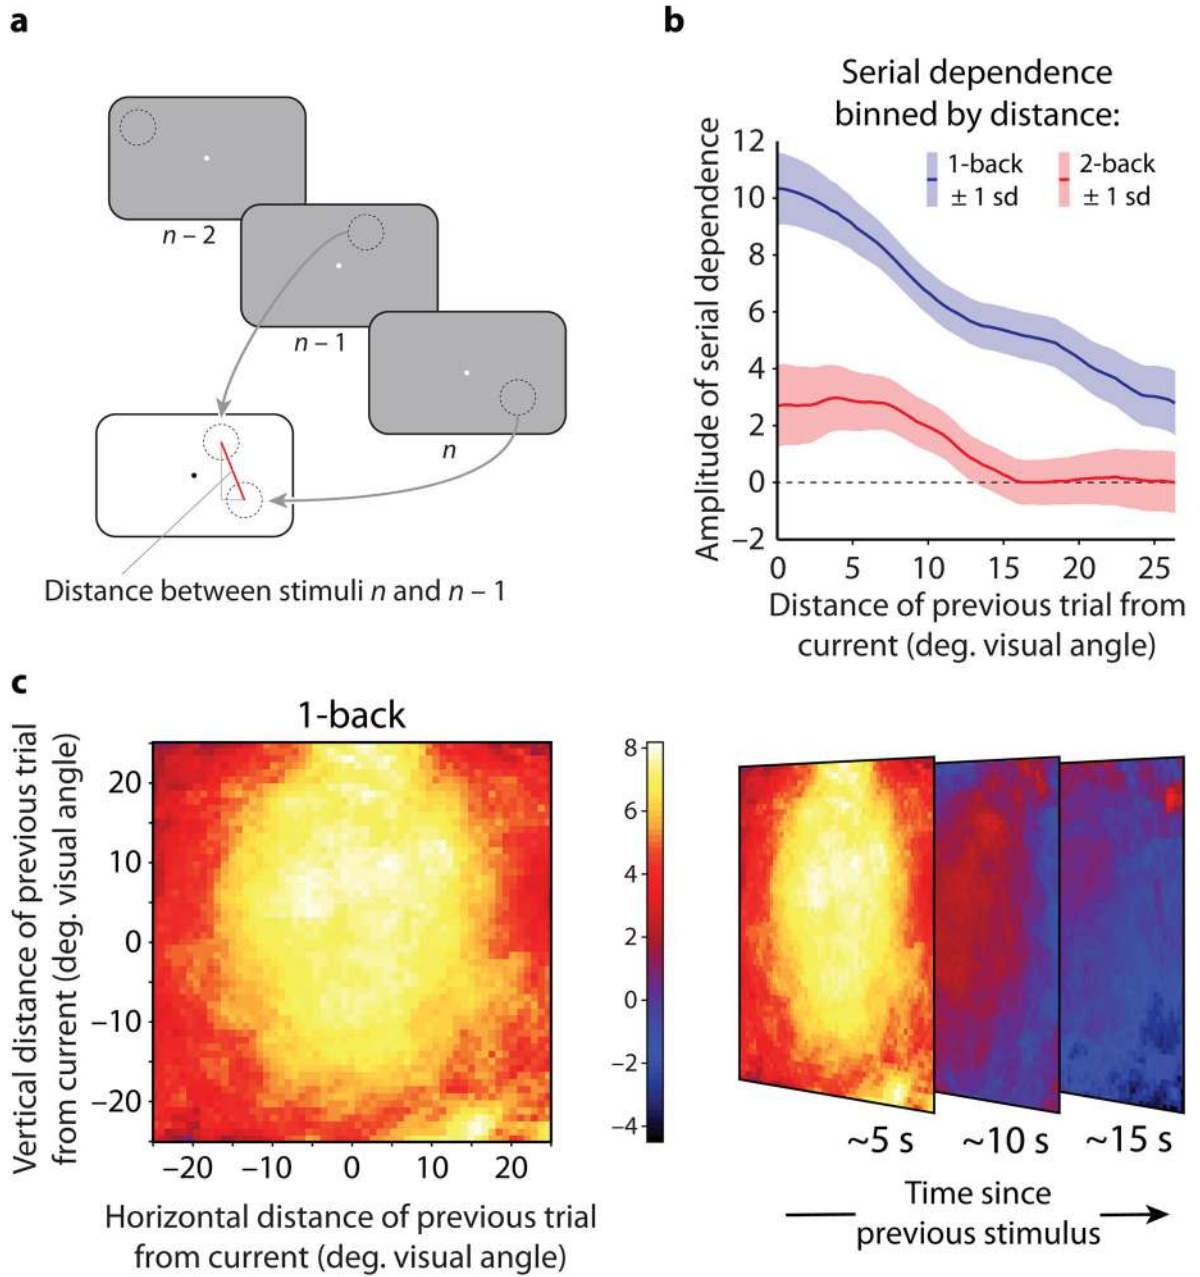 a
n – 2
n – 1
n
Distance between stimuli n and n – 1
b
Serial dependence
binned by distance:
1-back
± 1 sd
2-back
± 1 sd
Amplitude of serial dependence
12
10
8
6
4
2
0
–2
0 5 10 15 20 25
Distance of previous trial from
current (deg. visual angle)
c
1-back
Vertical distance of previous trial
from current (deg. visual angle)
20
10
0
–10
–20
–20 –10 0 10 20
Horizontal distance of previous trial
from current (deg. visual angle)
8
6
4
2
0
–2
–4
~5 s ~10 s ~15 s
Time since
previous stimulus